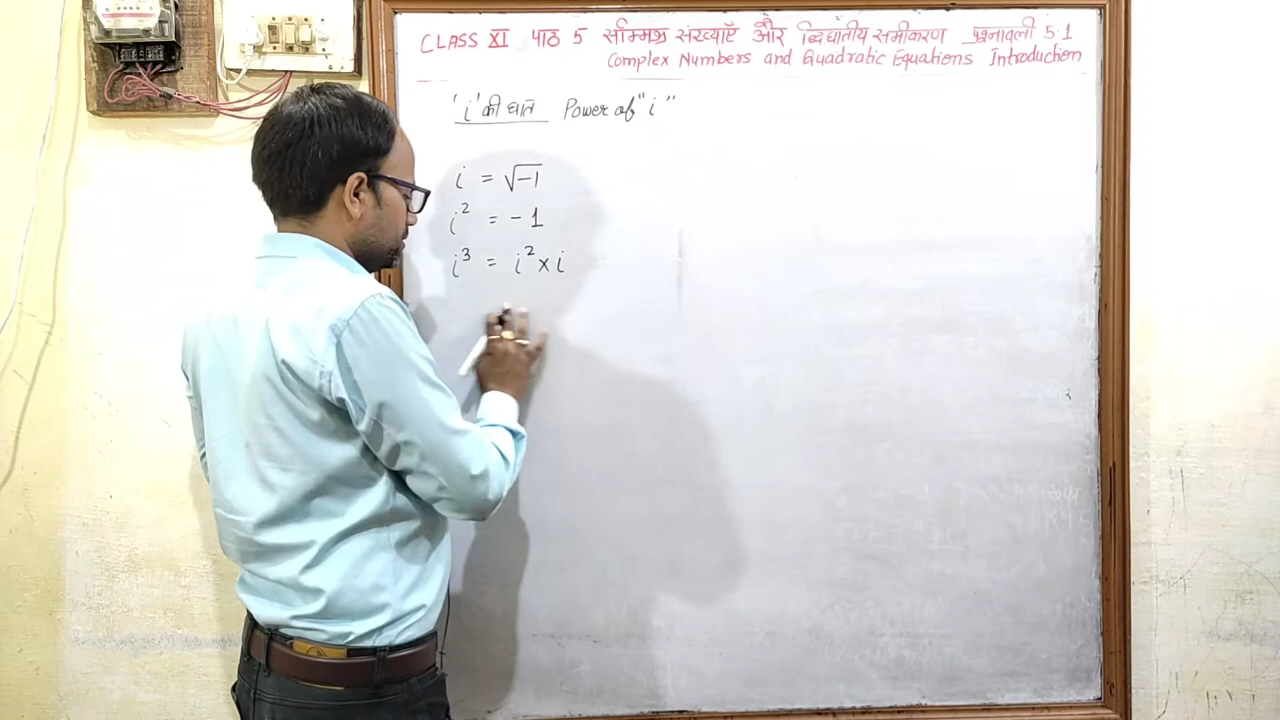 CLASS XI पाठ 5 सम्मिश्र संख्याएँ और द्विघातीय समीकरण प्रश्नावली 5.1
Complex Numbers and Quadratic Equations Introduction
'i' की घात Power of "i"
i = √-1
i² = -1
i³ = i² × i